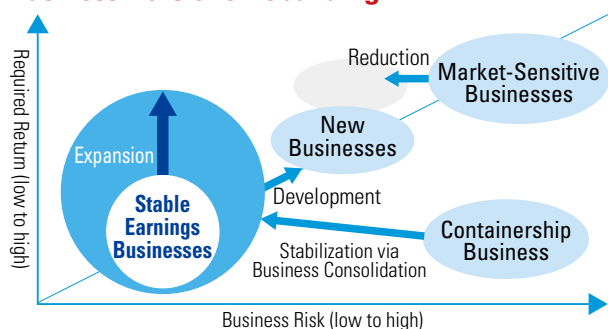 Reduction
Market-Sensitive
Businesses
New
Businesses
Expansion
Stable
Earnings
Businesses
Development
Stabilization via
Business Consolidation
Containership
Business
Required Return (low to high)
Business Risk (low to high)